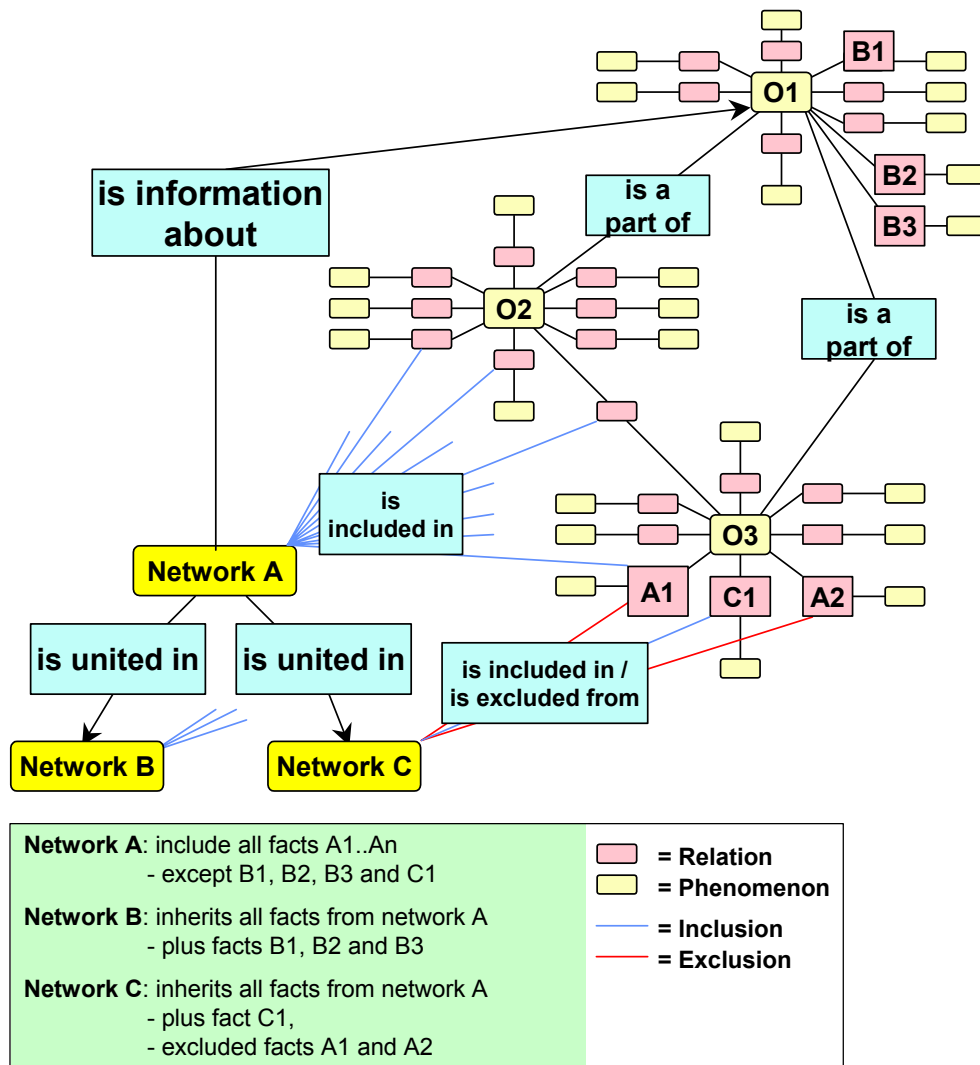 B1
O1
is information
about
is a
part of
B2
B3
O2
is a
part of
is
included in
O3
Network A
A1
C1
A2
is united in
is united in
is included in /
is excluded from
Network B
Network C
Network A: include all facts A1..An
- except B1, B2, B3 and C1
Network B: inherits all facts from network A
- plus facts B1, B2 and B3
Network C: inherits all facts from network A
- plus fact C1,
- excluded facts A1 and A2
= Relation
= Phenomenon
= Inclusion
= Exclusion